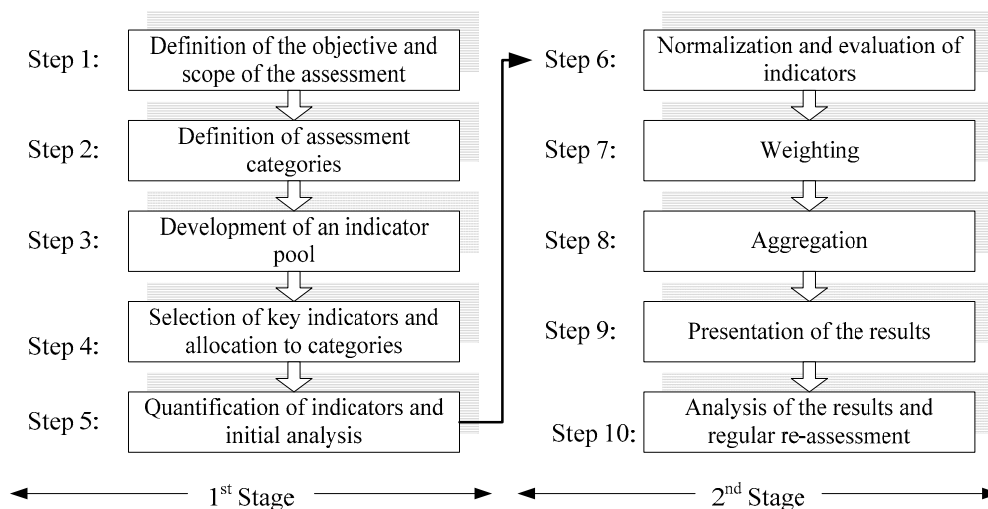 Step 1:
Definition of the objective and
scope of the assessment
Step 2:
Definition of assessment
categories
Step 3:
Development of an indicator
pool
Step 4:
Selection of key indicators and
allocation to categories
Step 5:
Quantification of indicators and
initial analysis
1st Stage
Step 6:
Normalization and evaluation of
indicators
Step 7:
Weighting
Step 8:
Aggregation
Step 9:
Presentation of the results
Step 10:
Analysis of the results and
regular re-assessment
2nd Stage